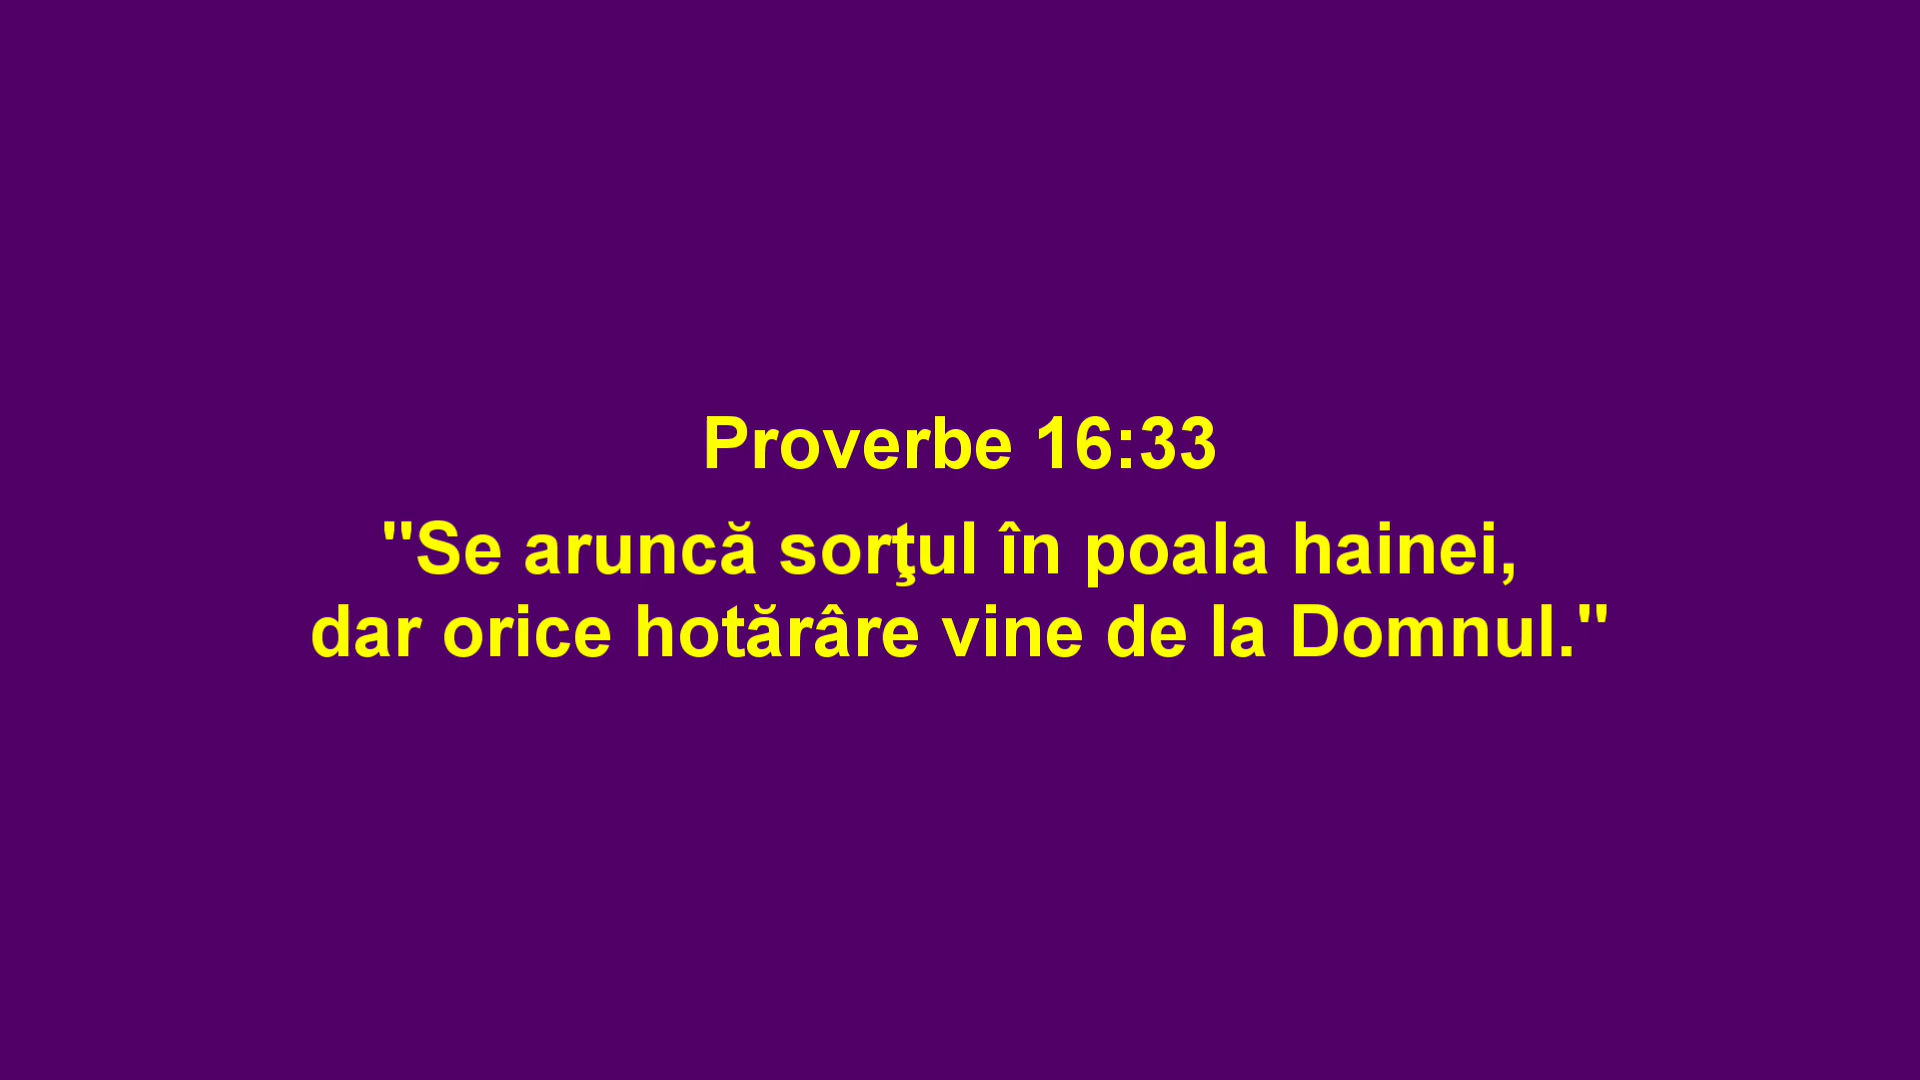 Proverbe 16:33
"Se aruncă sorţul în poala hainei,
dar orice hotărâre vine de la Domnul."